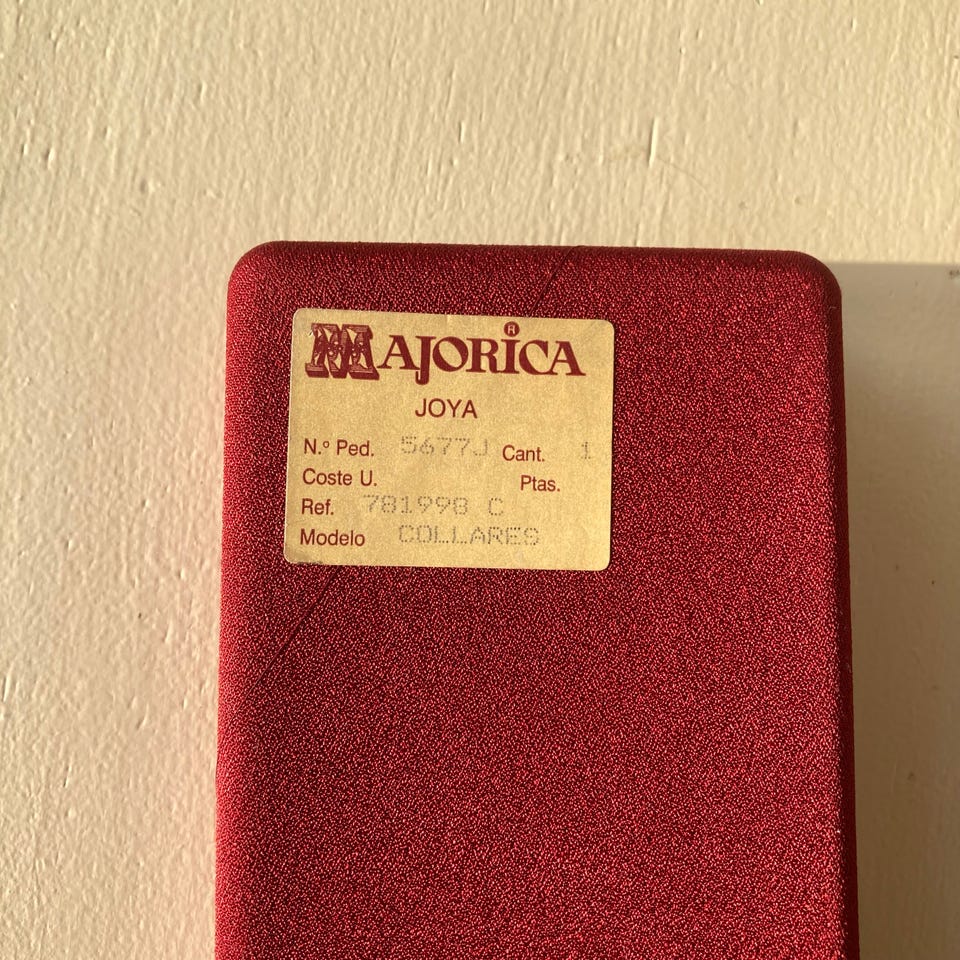 MAJORICA ®
JOYA
N.º Ped. 5677J Cant. 1
Coste U. Ptas.
Ref. 781998 C
Modelo COLLARES